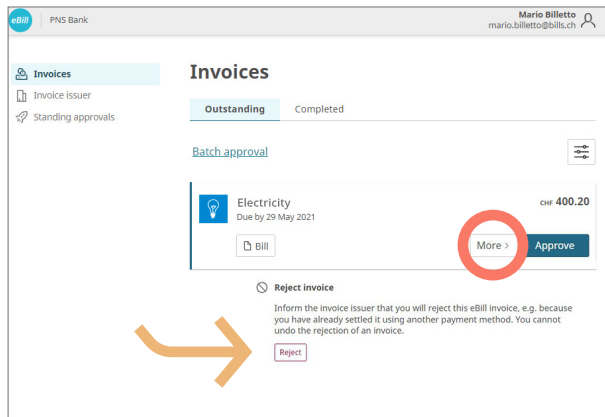 eBill
PNS Bank
Mario Billetto
mario.billetto@bills.ch
Invoices
Invoice issuer
Standing approvals
Invoices
Outstanding
Completed
Batch approval
Electricity
CHF 400.20
Due by 29 May 2021
Bill
More >
Approve
Reject invoice
Inform the invoice issuer that you will reject this eBill invoice, e.g. because
you have already settled it using another payment method. You cannot
undo the rejection of an invoice.
Reject